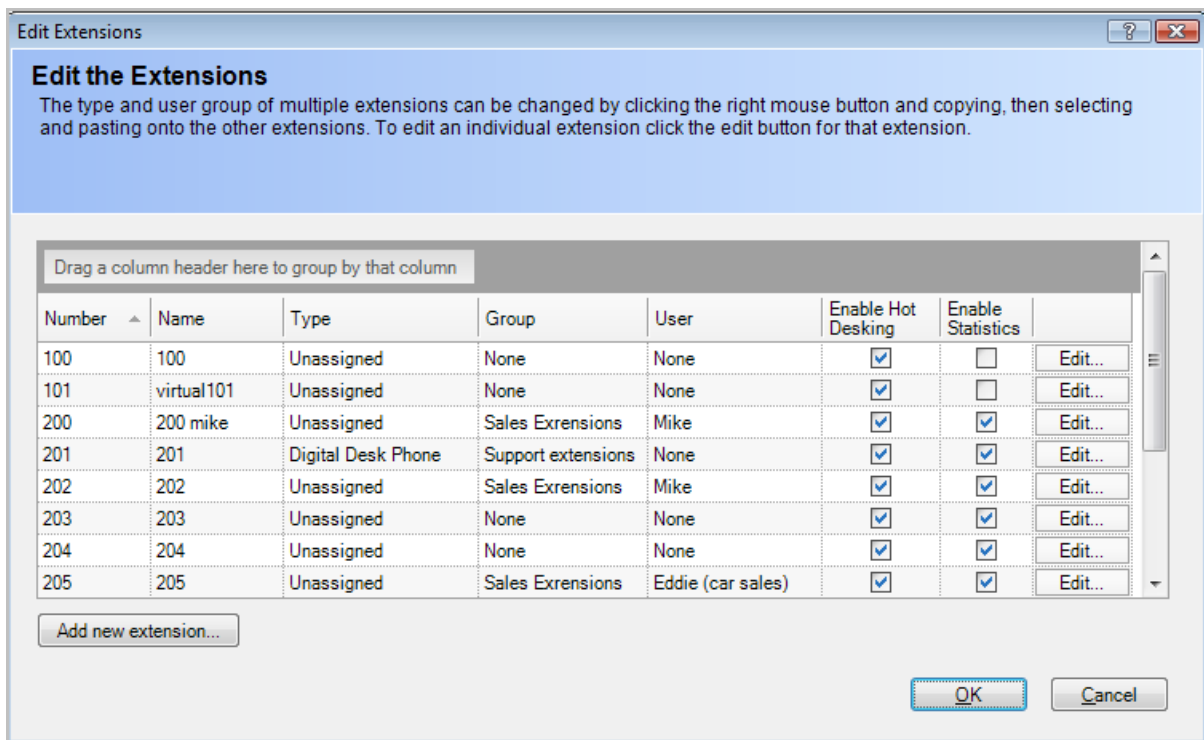 Edit Extensions
Edit the Extensions
The type and user group of multiple extensions can be changed by clicking the right mouse button and copying, then selecting
and pasting onto the other extensions. To edit an individual extension click the edit button for that extension.
Drag a column header here to group by that column
Number Name Type Group User Enable Hot Desking Enable Statistics
100 100 Unassigned None None Edit...
101 virtual101 Unassigned None None Edit...
200 200 mike Unassigned Sales Exrensions Mike Edit...
201 201 Digital Desk Phone Support extensions None Edit...
202 202 Unassigned Sales Exrensions Mike Edit...
203 203 Unassigned None None Edit...
204 204 Unassigned None None Edit...
205 205 Unassigned Sales Exrensions Eddie (car sales) Edit...
Add new extension...
OK Cancel